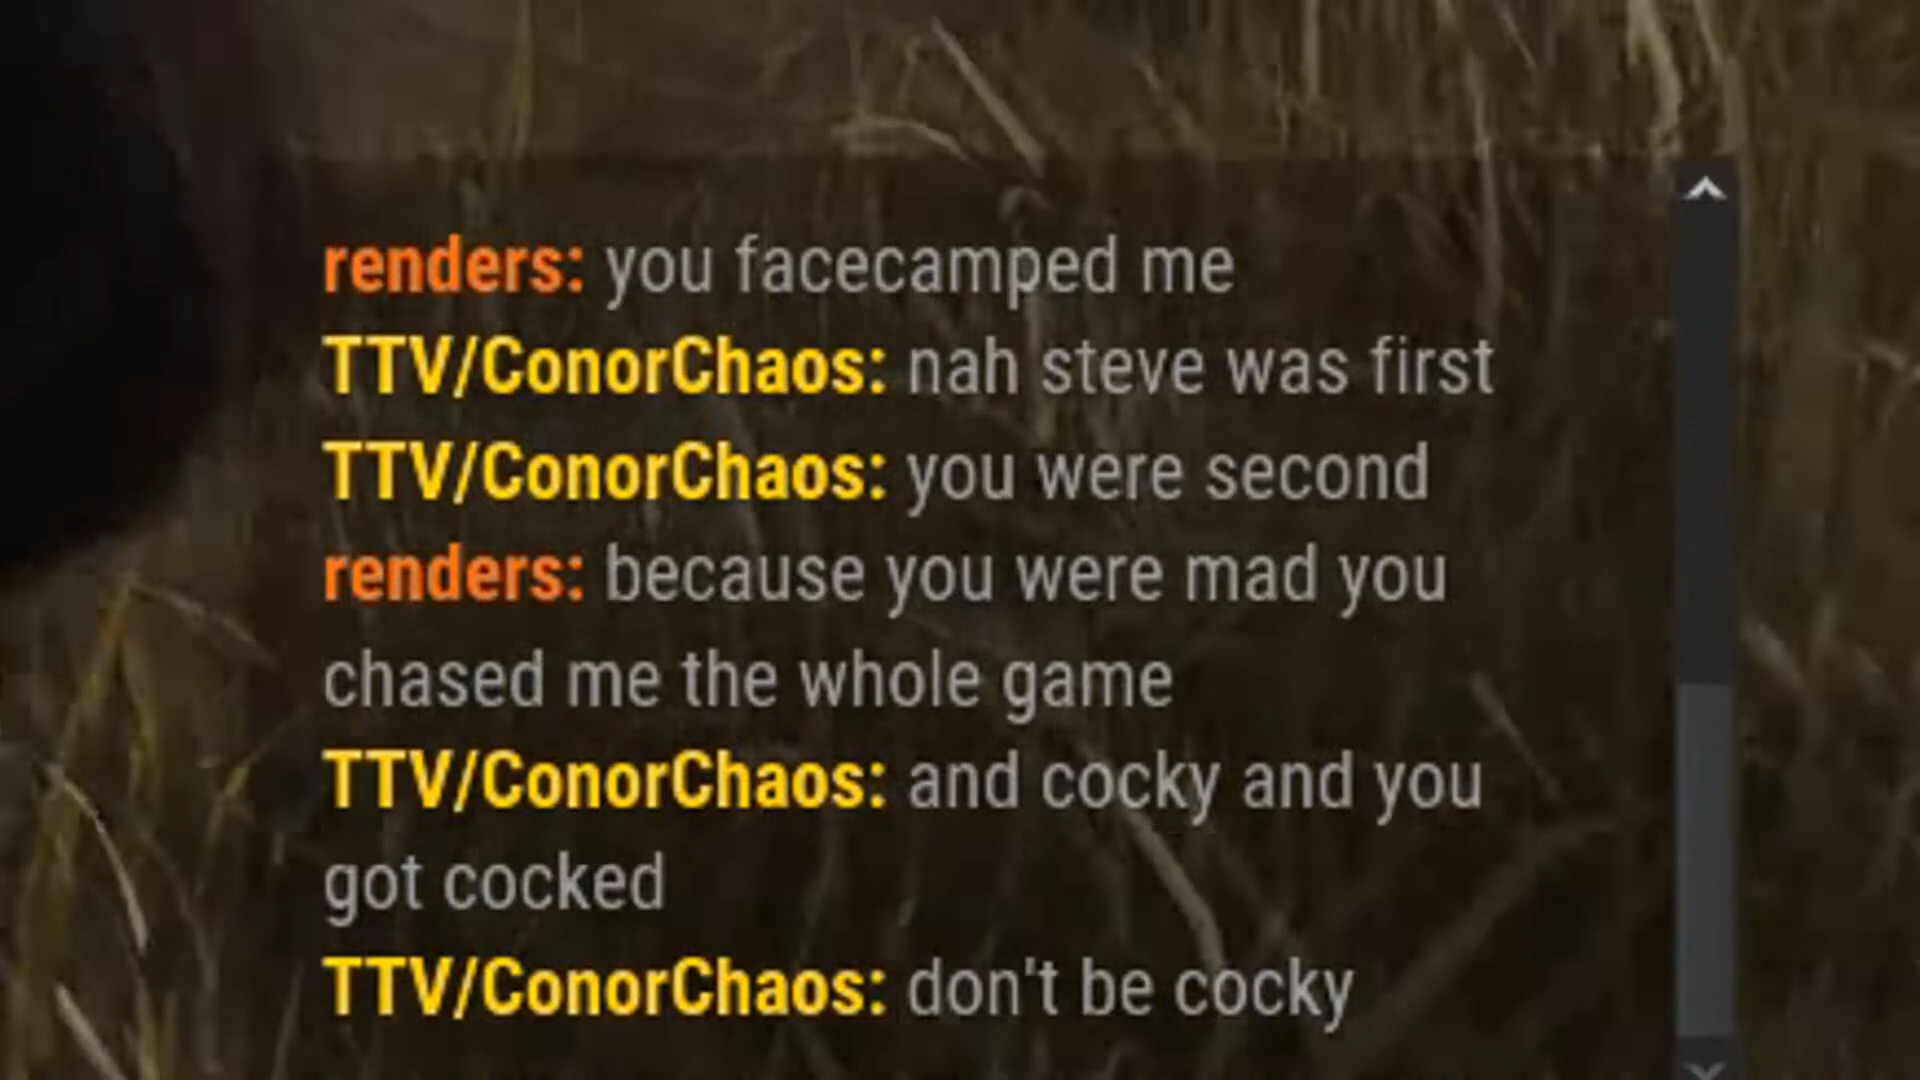 renders: you facecamped me
TTV/ConorChaos: nah steve was first
TTV/ConorChaos: you were second
renders: because you were mad you
chased me the whole game
TTV/ConorChaos: and cocky and you
got cocked
TTV/ConorChaos: don't be cocky